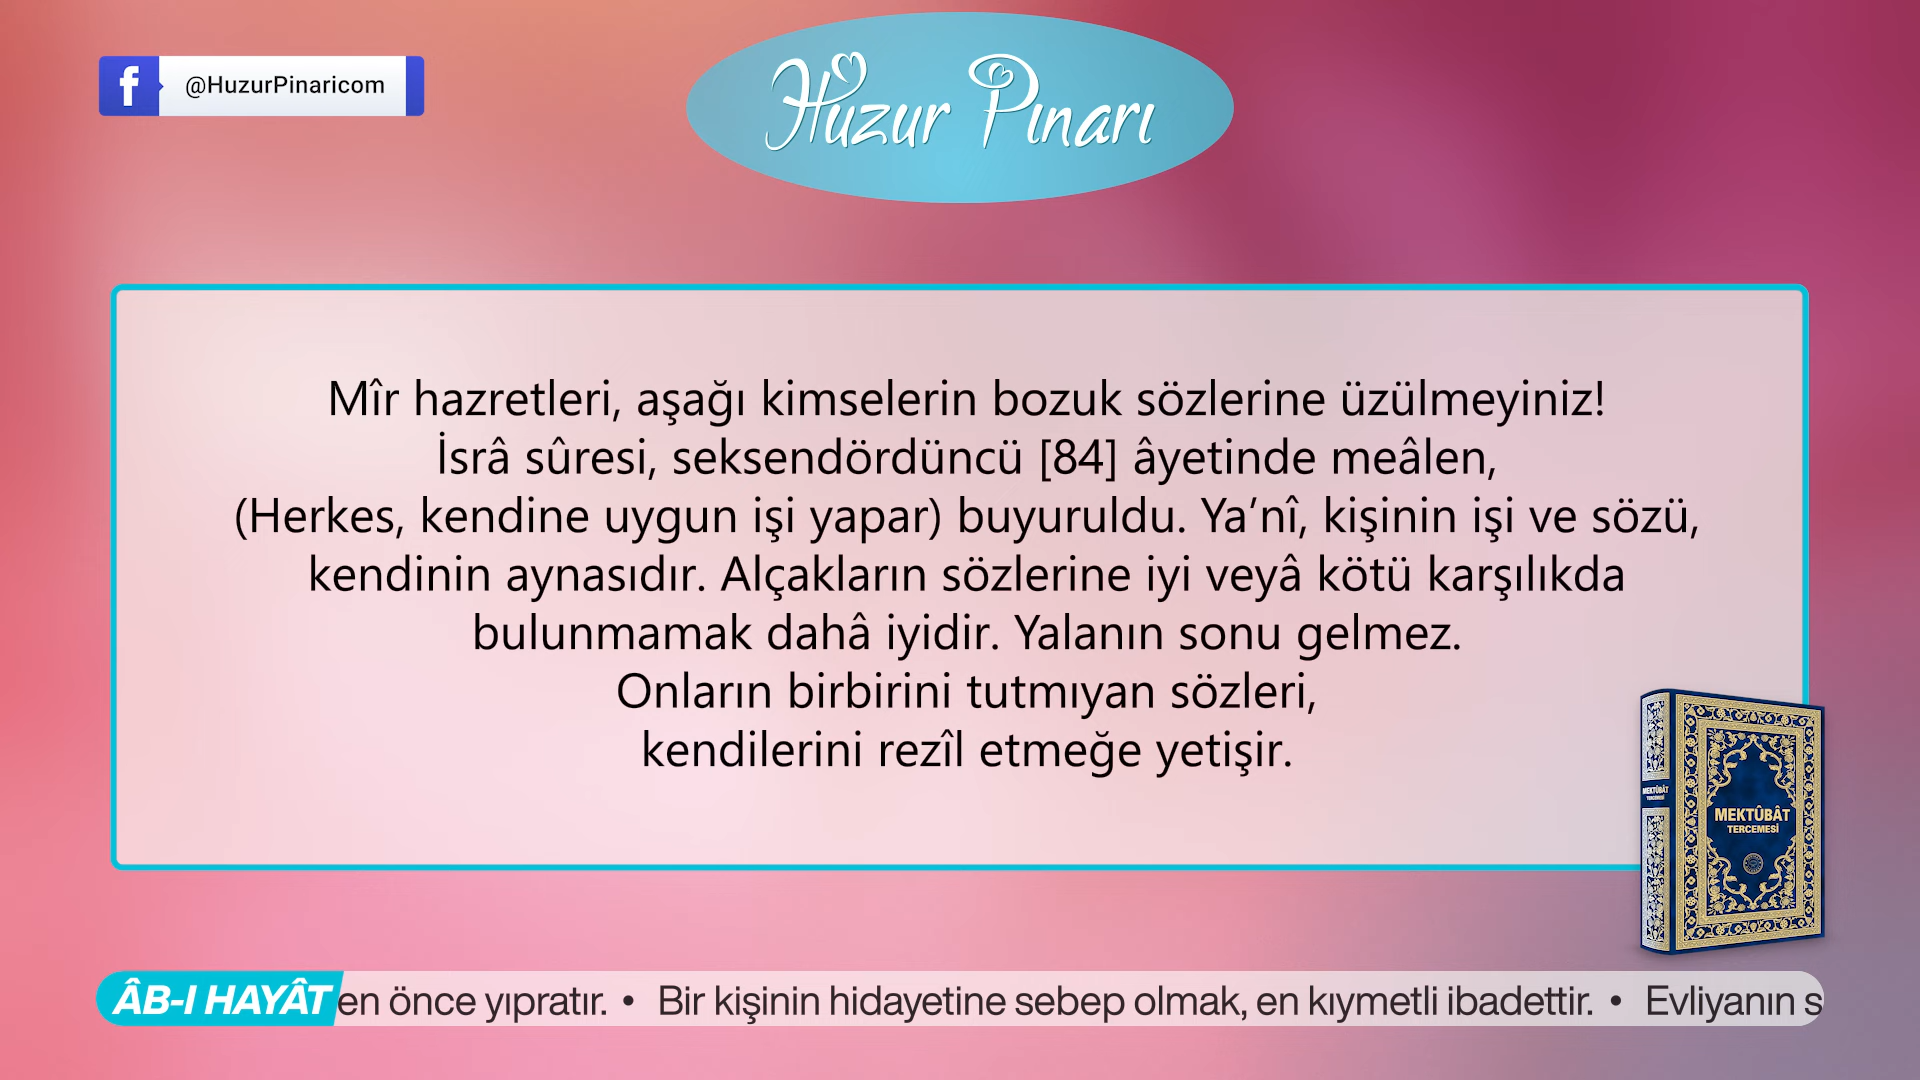 @HuzurPinaricom
Huzur Pınarı
Mîr hazretleri, aşağı kimselerin bozuk sözlerine üzülmeyiniz!
İsrâ sûresi, seksendördüncü [84] âyetinde meâlen,
(Herkes, kendine uygun işi yapar) buyuruldu. Ya’nî, kişinin işi ve sözü,
kendinin aynasıdır. Alçakların sözlerine iyi veyâ kötü karşılıkda
bulunmamak dahâ iyidir. Yalanın sonu gelmez.
Onların birbirini tutmıyan sözleri,
kendilerini rezîl etmeğe yetişir.
MEKTÛBÂT
TERCEMESİ
MEKTÛBÂT
TERCEMESİ
ÂB-I HAYÂT en önce yıpratır. • Bir kişinin hidayetine sebep olmak, en kıymetli ibadettir. • Evliyanın s